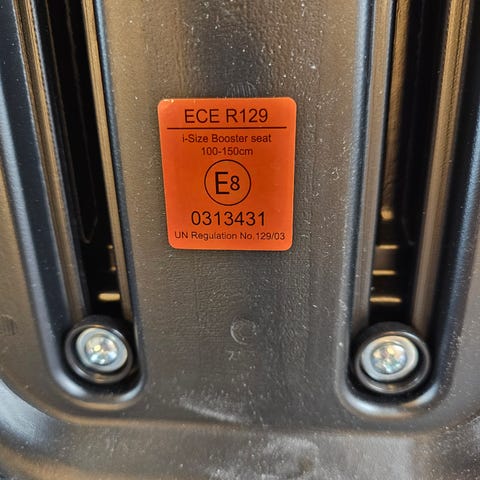 ECE R129
i-Size Booster seat
100-150cm
E8
0313431
UN Regulation No.129/03